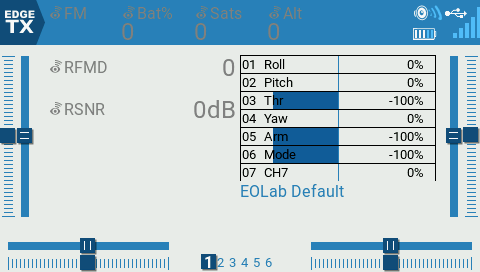 EDGE TX FM Bat% Sats Alt
0 0 0
RFMD 0
RSNR 0dB
01 Roll 0%
02 Pitch 0%
03 Thr -100%
04 Yaw 0%
05 Arm -100%
06 Mode -100%
07 CH7 0%
EOLab Default
1 2 3 4 5 6